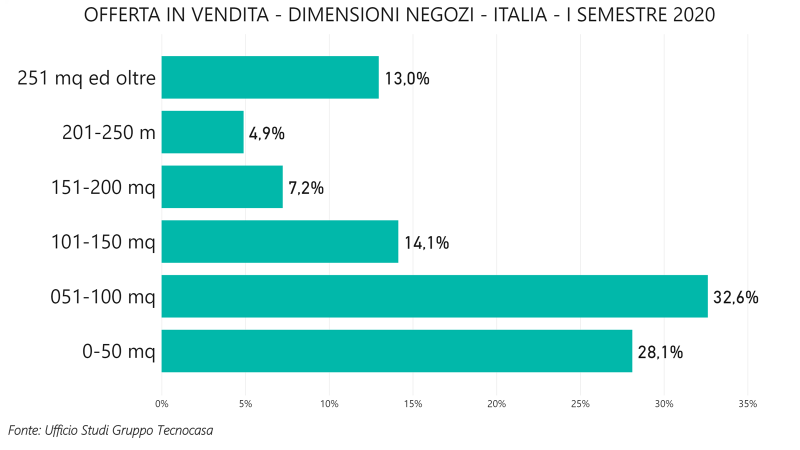 OFFERTA IN VENDITA - DIMENSIONI NEGOZI - ITALIA - I SEMESTRE 2020
251 mq ed oltre 13,0%
201-250 m 4,9%
151-200 mq 7,2%
101-150 mq 14,1%
051-100 mq 32,6%
0-50 mq 28,1%
0% 5% 10% 15% 20% 25% 30% 35%
Fonte: Ufficio Studi Gruppo Tecnocasa